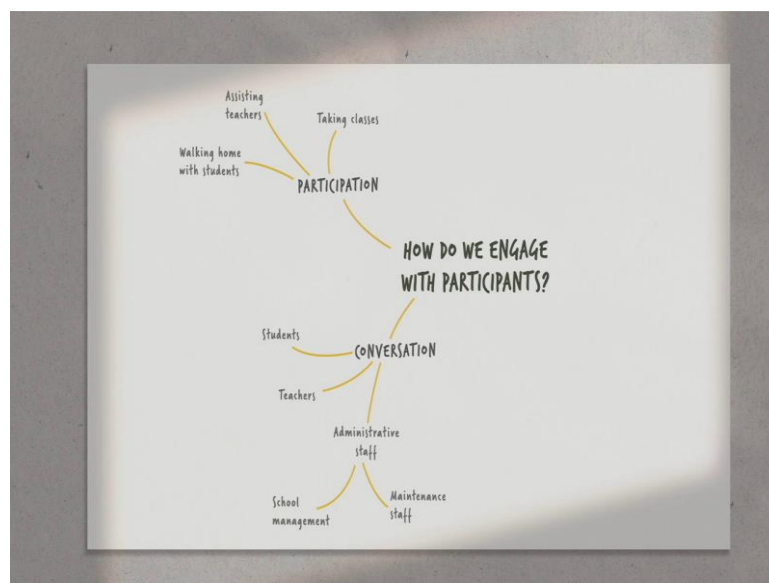 Assisting
teachers
Taking classes
Walking home
with students
PARTICIPATION
HOW DO WE ENGAGE
WITH PARTICIPANTS?
Students
CONVERSATION
Teachers
Administrative
staff
School
management
Maintenance
staff